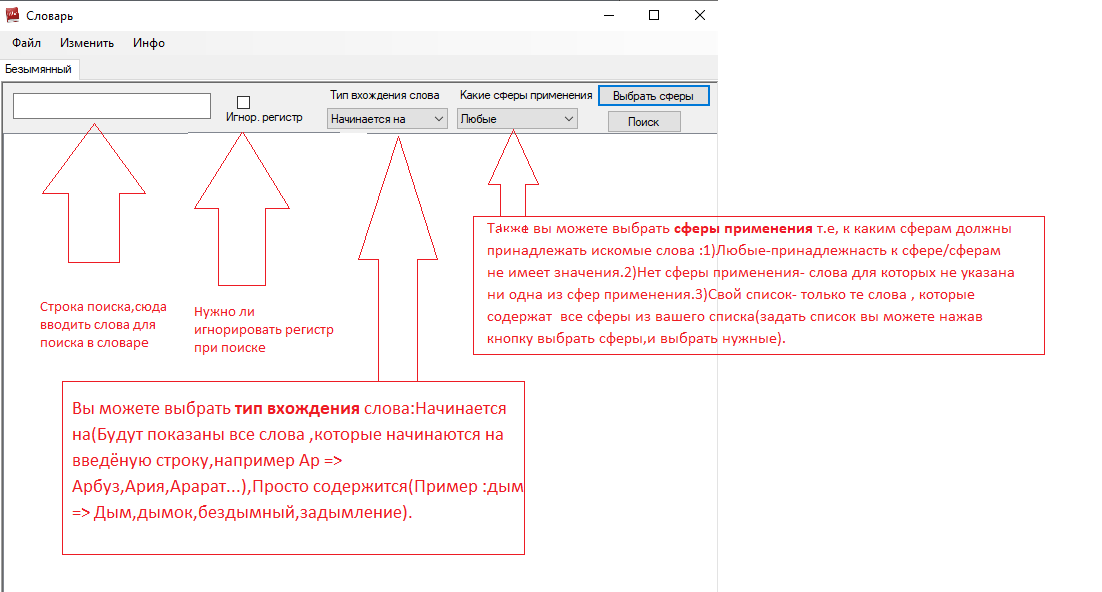 Словарь
Файл Изменить Инфо
Безымянный
Игнор. регистр
Тип вхождения слова
Начинается на
Какие сферы применения
Любые
Выбрать сферы
Поиск
Также вы можете выбрать сферы применения т.е, к каким сферам должны
принадлежать искомые слова :1)Любые-принадлежнасть к сфере/сферам
не имеет значения.2)Нет сферы применения- слова для которых не указана
ни одна из сфер применения.3)Свой список- только те слова , которые
содержат все сферы из вашего списка(задать список вы можете нажав
кнопку выбрать сферы,и выбрать нужные).
Строка поиска,сюда
вводить слова для
поиска в словаре
Нужно ли
игнорировать регистр
при поиске
Вы можете выбрать тип вхождения слова:Начинается
на(Будут показаны все слова ,которые начинаются на
введёную строку,например Ар =>
Арбуз,Ария,Арарат...),Просто содержится(Пример :дым
=> Дым,дымок,бездымный,задымление).